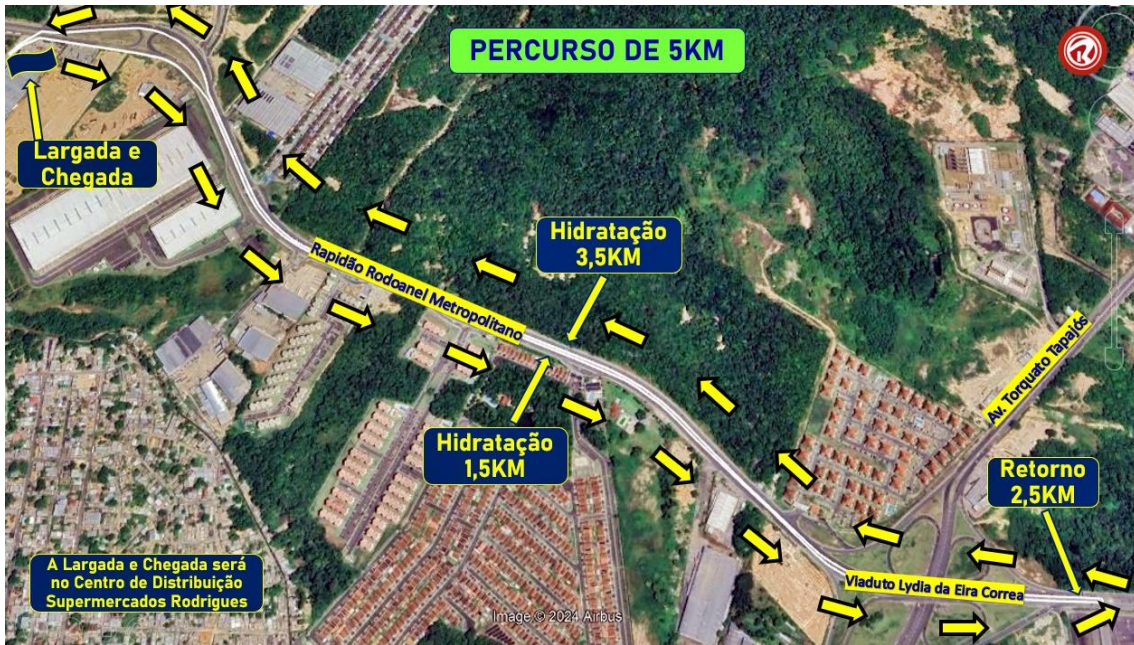 PERCURSO DE 5KM
Largada e
Chegada
Hidratação
3,5KM
Rapidão Rodoanel Metropolitano
Av. Torquato Tapajós
Hidratação
1,5KM
Retorno
2,5KM
A Largada e Chegada será
no Centro de Distribuição
Supermercados Rodrigues
Viaduto Lydia da Eira Correa
Image © 2024 Airbus